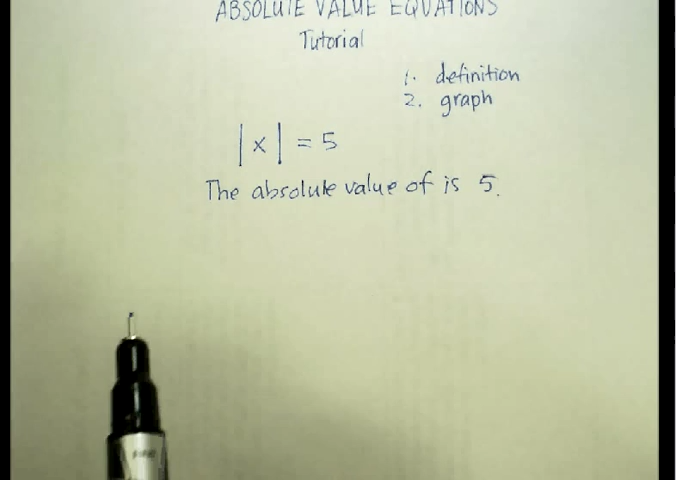 ABSOLUTE VALUE EQUATIONS
Tutorial
1. definition
2. graph
|x| = 5
The absolute value of is 5.